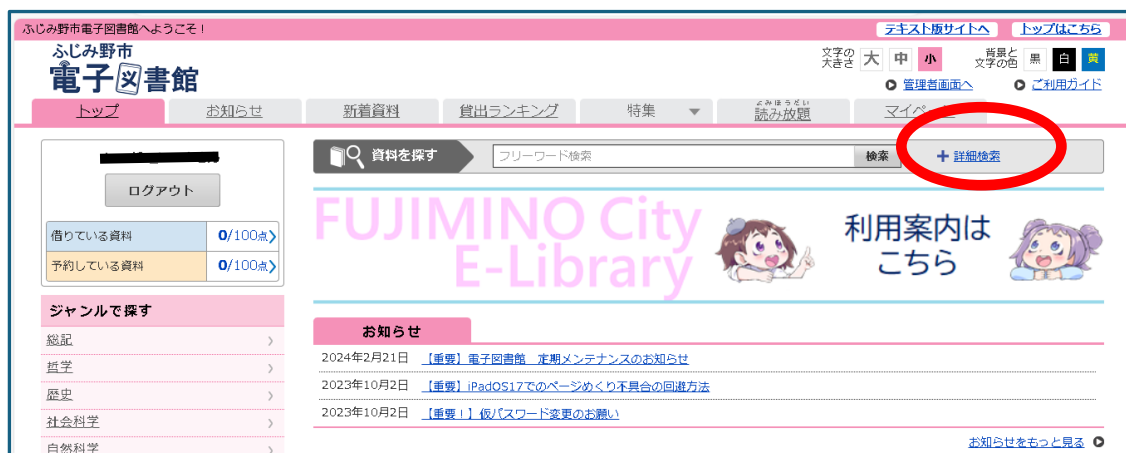 ふじみ野市電子図書館へようこそ！
テキスト版サイトへ トップはこちら
ふじみ野市
電子図書館
文字の大きさ 大 中 小 背景と文字の色 黒 白 黄
管理者画面へ ご利用ガイド
トップ お知らせ 新着資料 貸出ランキング 特集 ▼ 読み放題 よみほうだい
資料を探す フリーワード検索 検索 ＋ 詳細検索
ログアウト
借りている資料 0/100点
予約している資料 0/100点
FUJIMINO City
E-Library
利用案内は
こちら
ジャンルで探す
総記
哲学
歴史
社会科学
自然科学
お知らせ
2024年2月21日 【重要】電子図書館 定期メンテナンスのお知らせ
2023年10月2日 【重要】iPadOS17でのページめくり不具合の回避方法
2023年10月2日 【重要！】仮パスワード変更のお願い
お知らせをもっと見る